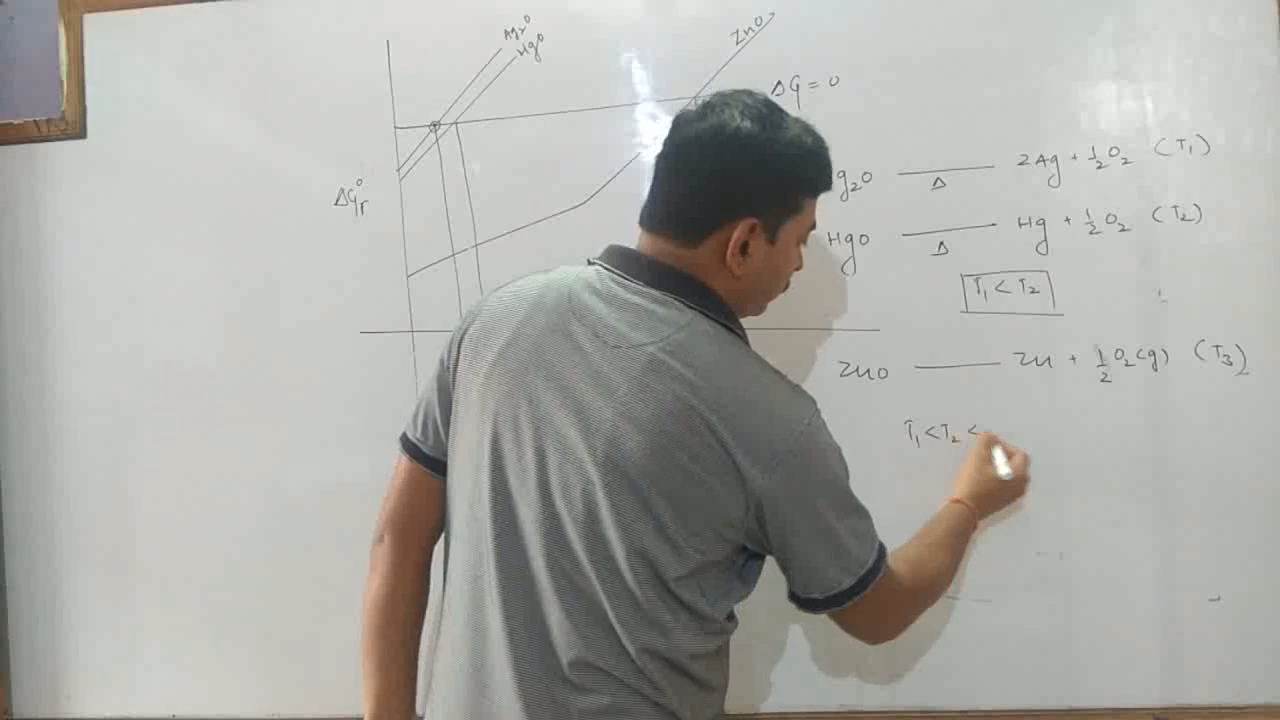 Ag₂O
HgO
ZnO
ΔG = 0
ΔG°r
g₂O —— Δ 2Ag + ½O₂ (T₁)
HgO —— Δ Hg + ½O₂ (T₂)
T₁ < T₂
ZnO —— Zn + ½O₂(g) (T₃)
T₁ < T₂ <